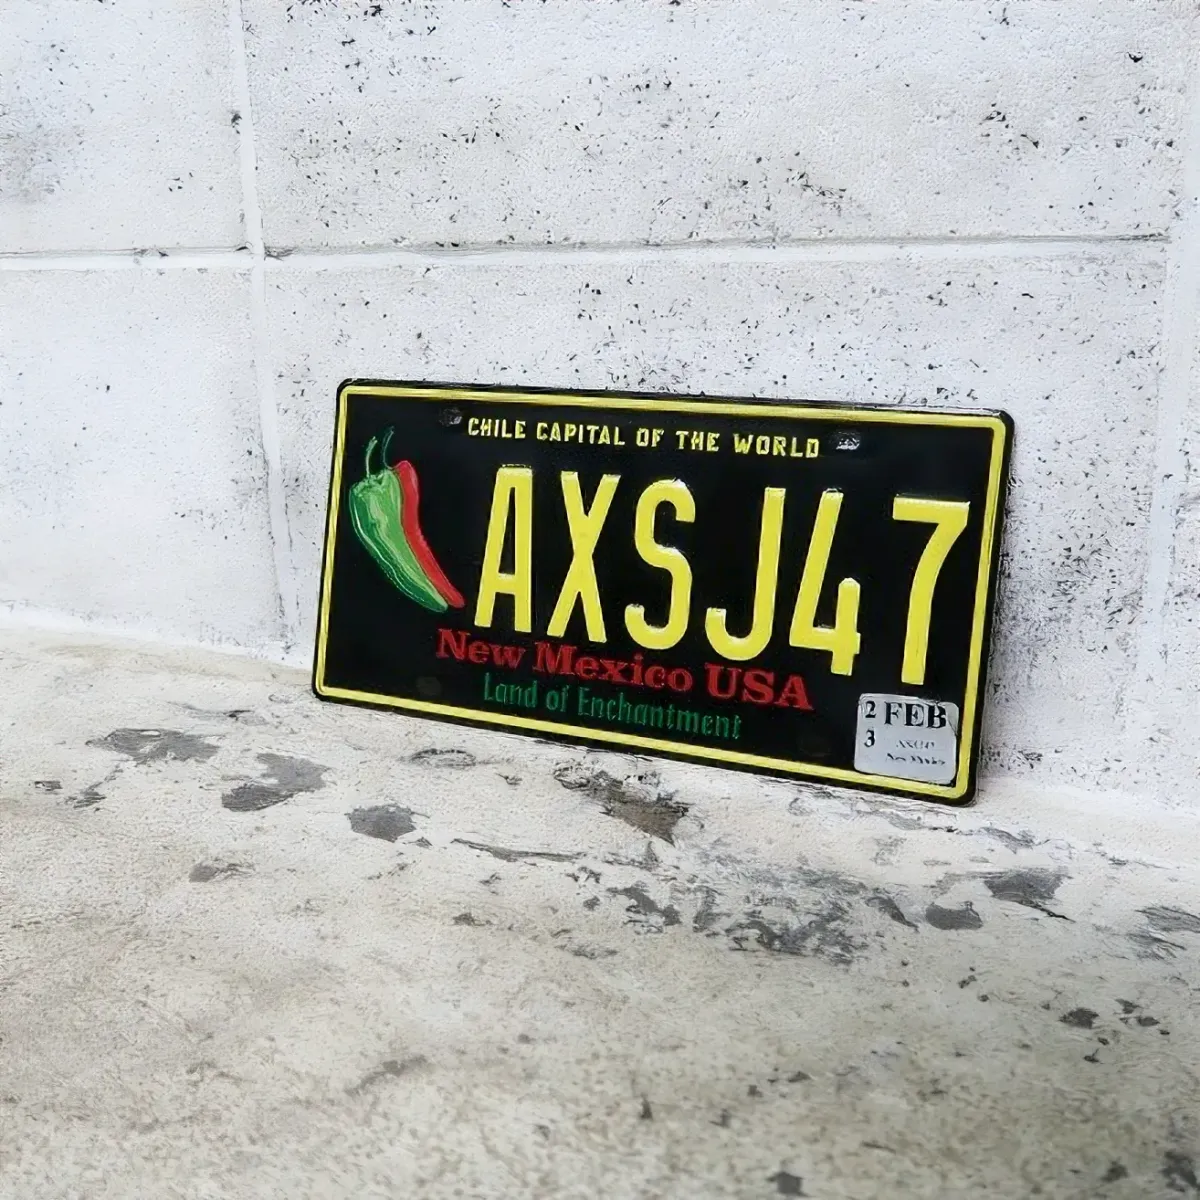 CHILE CAPITAL OF THE WORLD
AXSJ47
New Mexico USA
Land of Enchantment
2 FEB
3